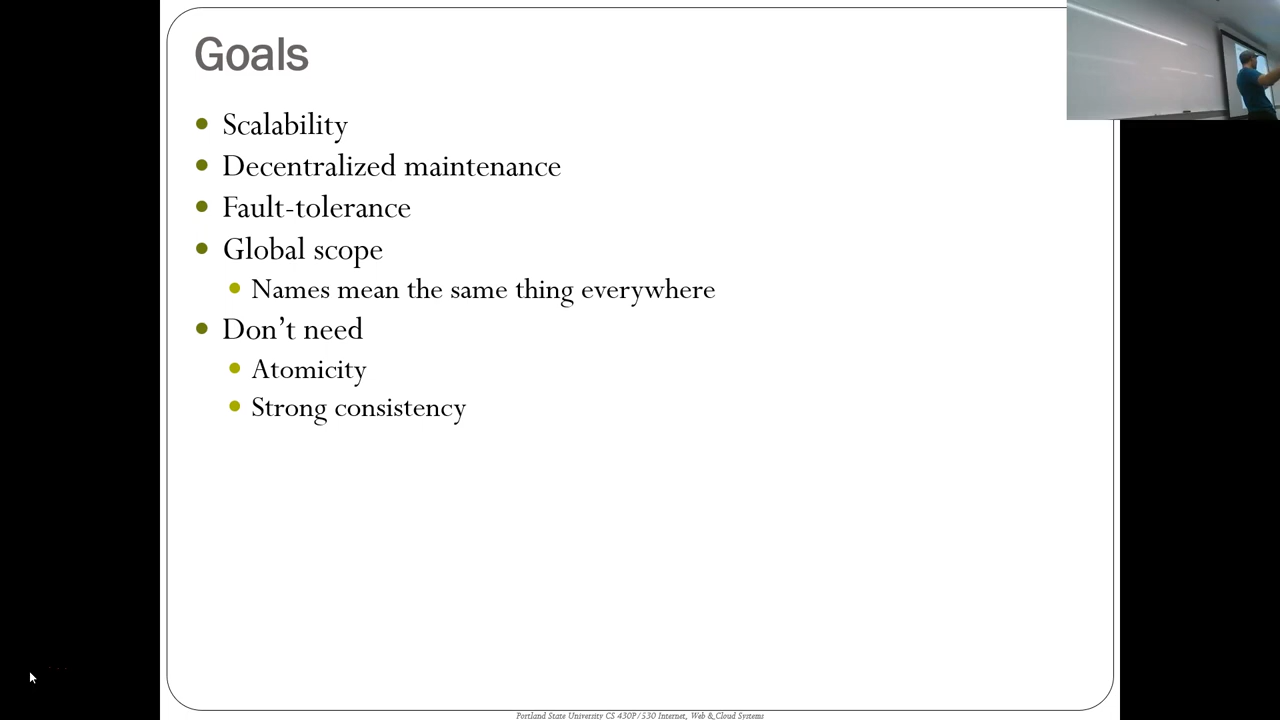 Goals
Scalability
Decentralized maintenance
Fault-tolerance
Global scope
Names mean the same thing everywhere
Don't need
Atomicity
Strong consistency
Portland State University CS 430P/530 Internet, Web & Cloud Systems